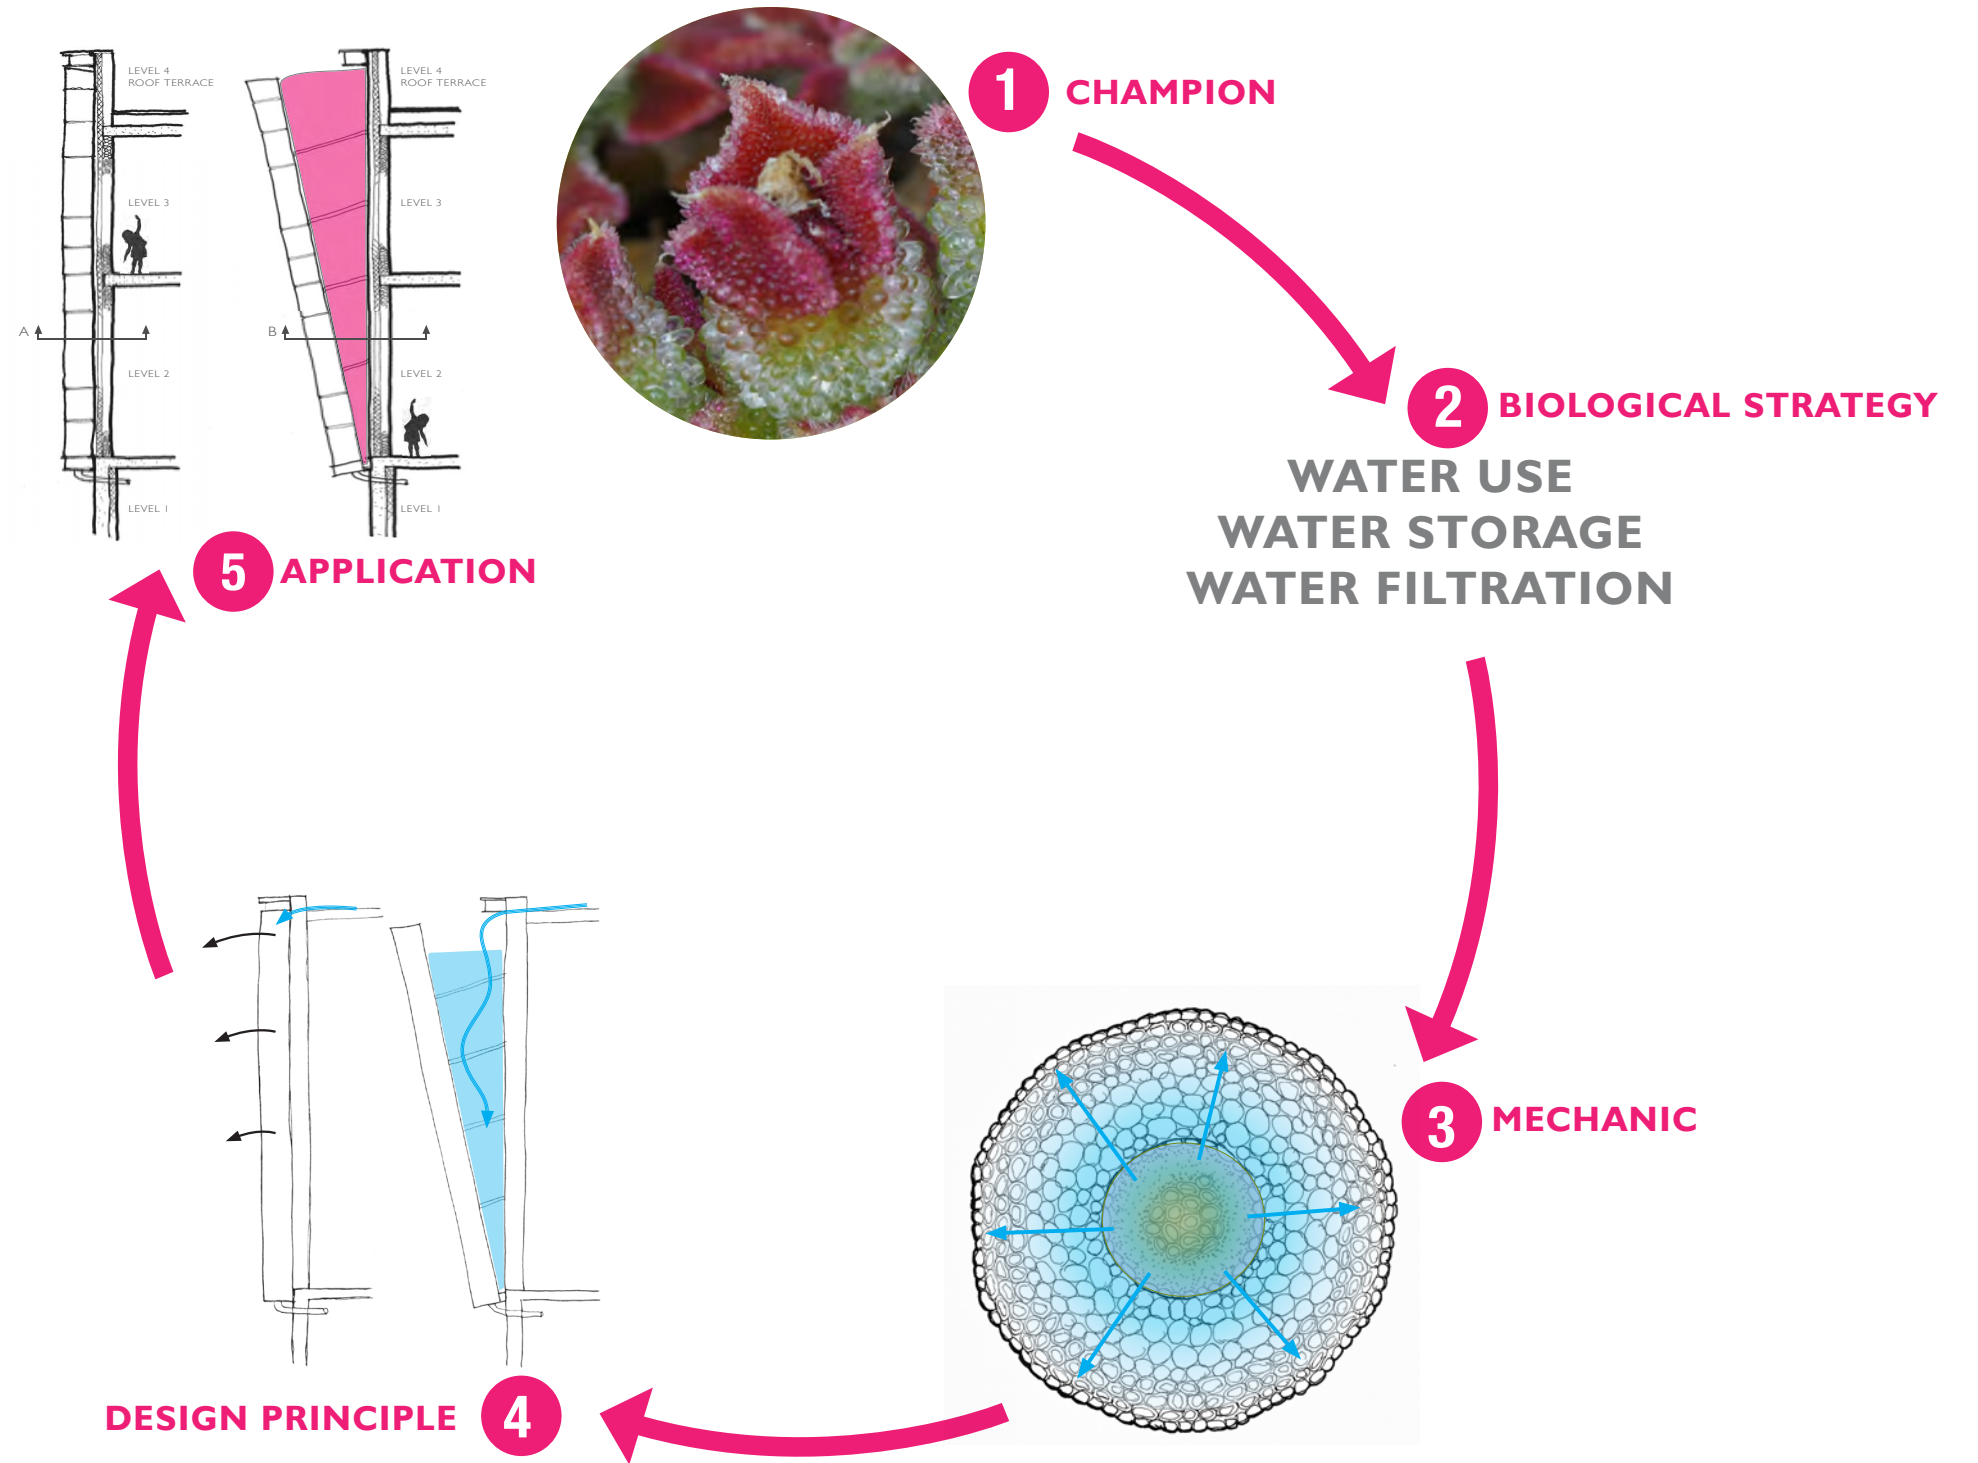 1 CHAMPION
2 BIOLOGICAL STRATEGY
WATER USE
WATER STORAGE
WATER FILTRATION
3 MECHANIC
DESIGN PRINCIPLE 4
5 APPLICATION
LEVEL 4
ROOF TERRACE
LEVEL 3
A
LEVEL 2
LEVEL 1
LEVEL 4
ROOF TERRACE
LEVEL 3
B
LEVEL 2
LEVEL 1